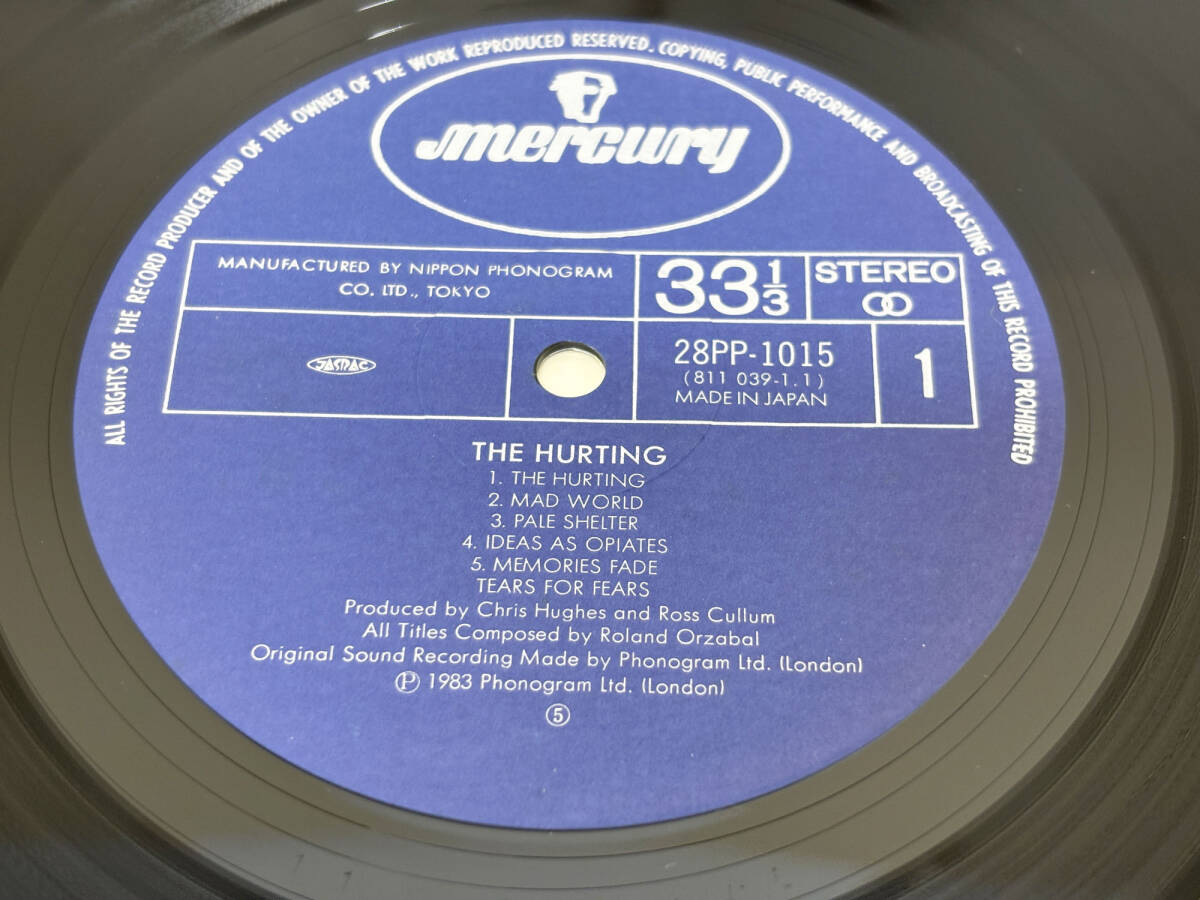 ALL RIGHTS OF THE RECORD PRODUCER AND OF THE OWNER OF THE WORK REPRODUCED RESERVED. COPYING, PUBLIC PERFORMANCE AND BROADCASTING OF THIS RECORD PROHIBITED
mercury
MANUFACTURED BY NIPPON PHONOGRAM
CO. LTD., TOKYO
33 1/3
STEREO
JASRAC
28PP-1015
(811 039-1.1)
MADE IN JAPAN
1
THE HURTING
1. THE HURTING
2. MAD WORLD
3. PALE SHELTER
4. IDEAS AS OPIATES
5. MEMORIES FADE
TEARS FOR FEARS
Produced by Chris Hughes and Ross Cullum
All Titles Composed by Roland Orzabal
Original Sound Recording Made by Phonogram Ltd. (London)
℗ 1983 Phonogram Ltd. (London)
⑤